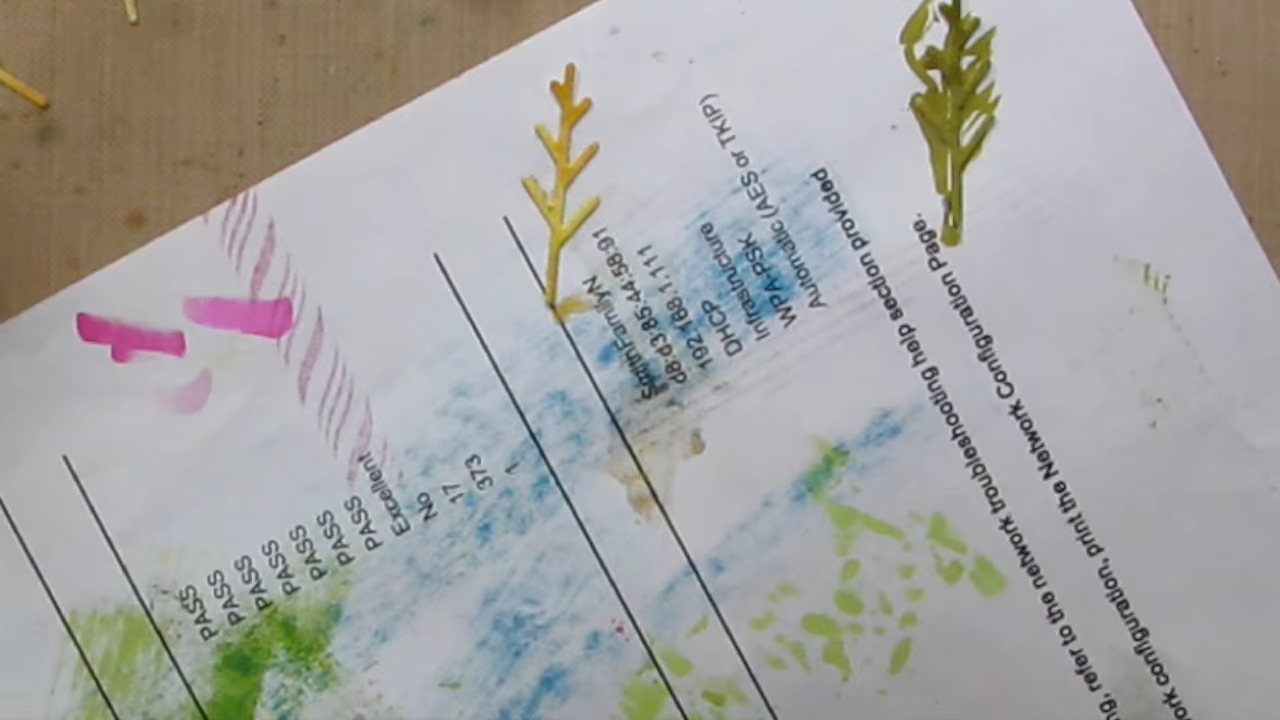 PASS
PASS
PASS
PASS
PASS
PASS
PASS
Excellent
No
17
373
1
SmithFamilyN
d8:d3:85:44:58:91
192.168.1.111
DHCP
Infrastructure
WPA-PSK
Automatic (AES or TKIP)
ng, refer to the network troubleshooting help section provided
ork configuration, print the Network Configuration Page.